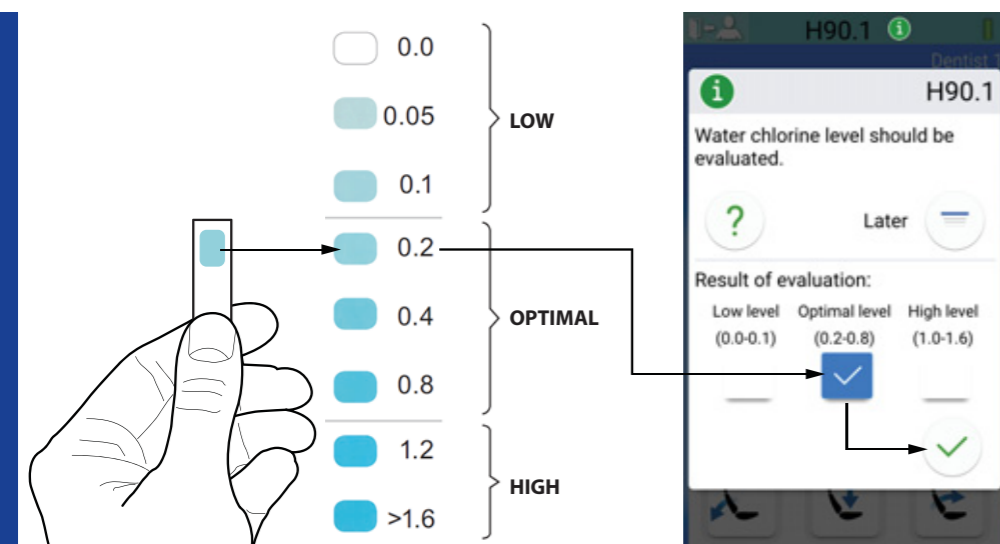 0.0
0.05
LOW
0.1
0.2
0.4
OPTIMAL
0.8
1.2
HIGH
>1.6
H90.1
Dentist 1
H90.1
Water chlorine level should be
evaluated.
?
Later
Result of evaluation:
Low level Optimal level High level
(0.0-0.1) (0.2-0.8) (1.0-1.6)